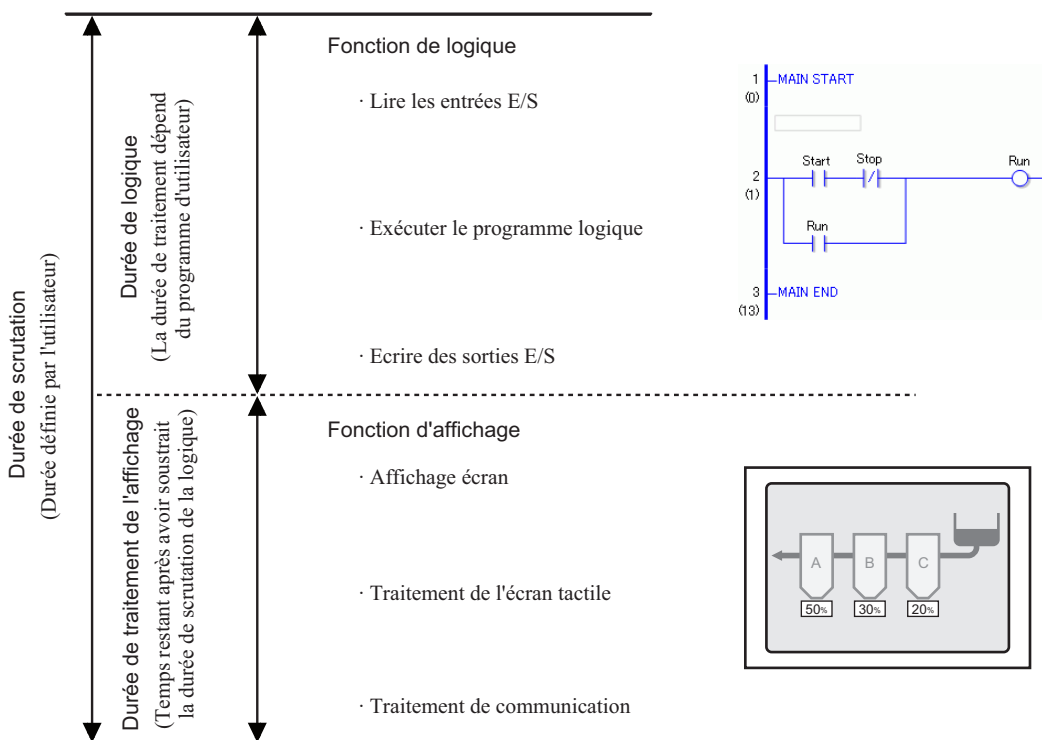 Durée de scrutation
(Durée définie par l'utilisateur)
Durée de logique
(La durée de traitement dépend
du programme d'utilisateur)
Fonction de logique
· Lire les entrées E/S
· Exécuter le programme logique
· Ecrire des sorties E/S
1
(0)
MAIN START
2
(1)
Start
Stop
Run
Run
3
(13)
MAIN END
Durée de traitement de l'affichage
(Temps restant après avoir soustrait
la durée de scrutation de la logique)
Fonction d'affichage
· Affichage écran
· Traitement de l'écran tactile
· Traitement de communication
A
B
C
50%
30%
20%